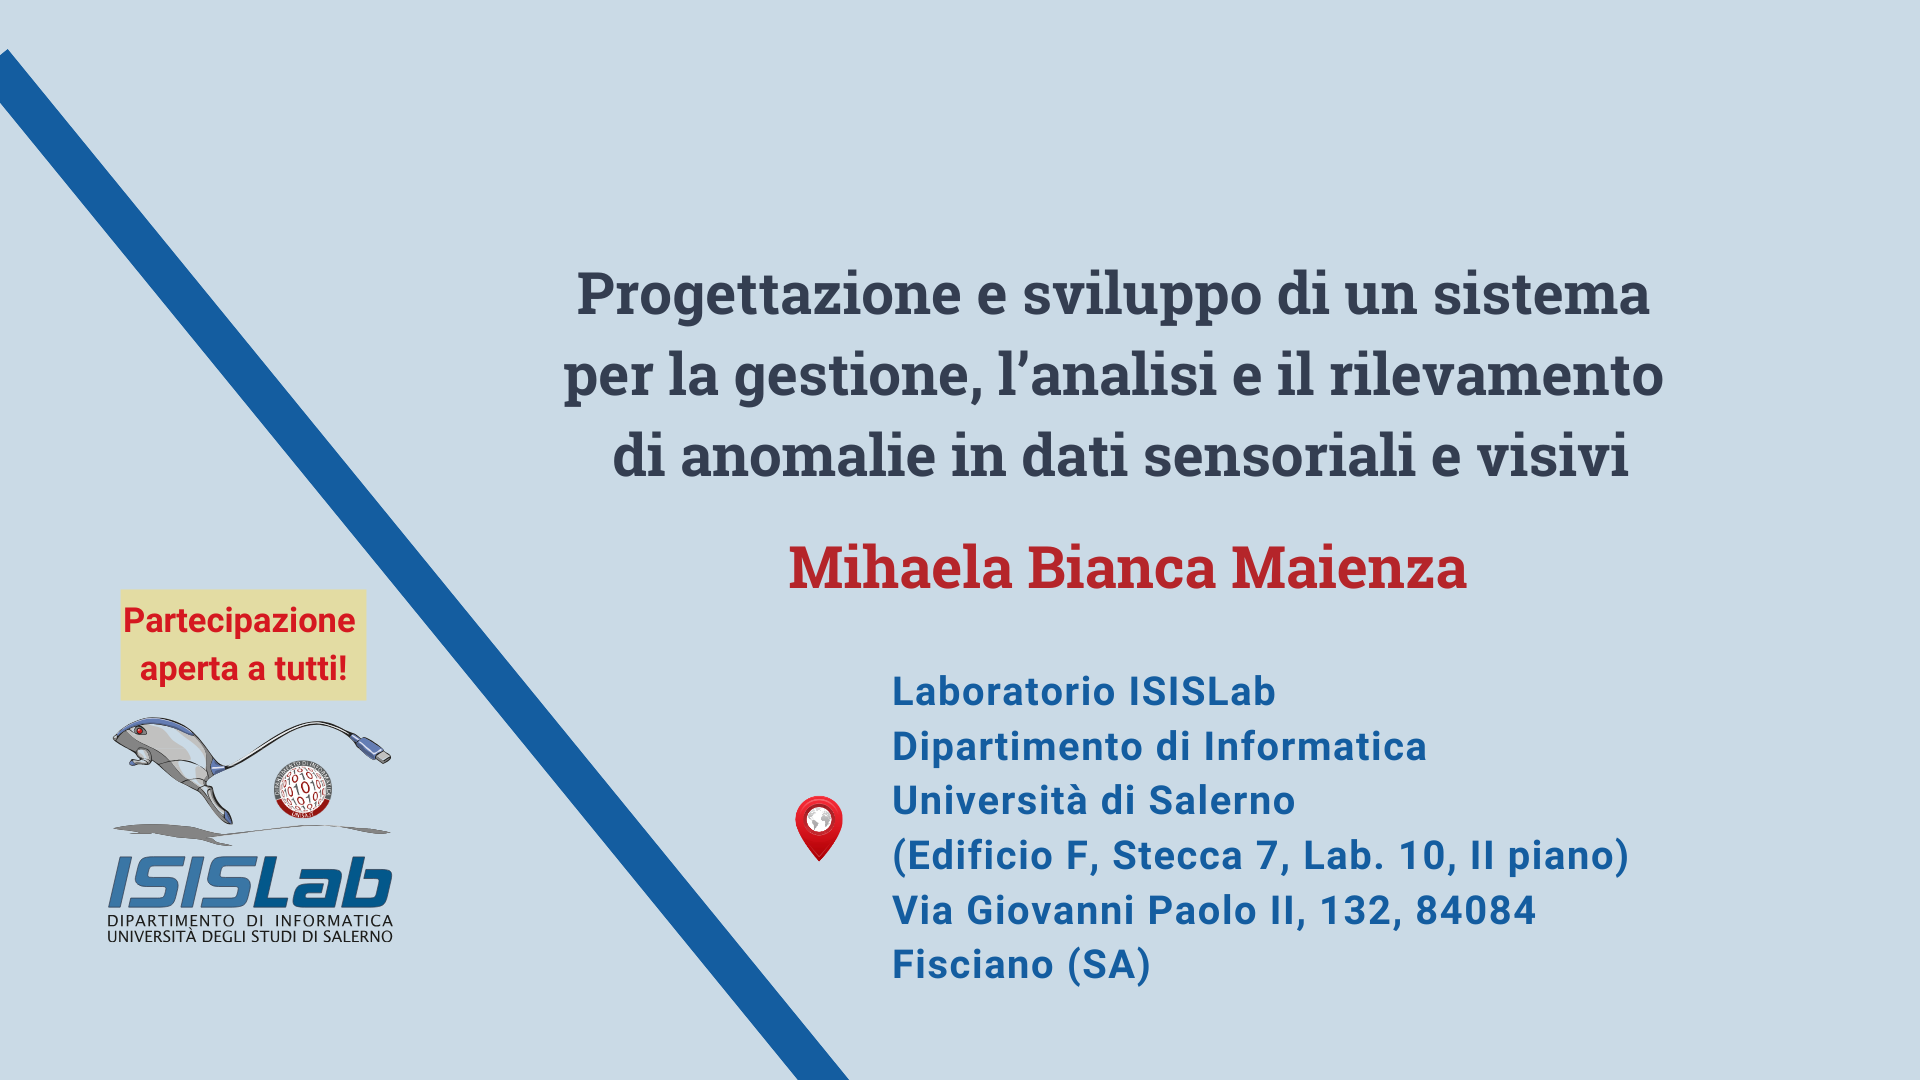 Progettazione e sviluppo di un sistema
per la gestione, l’analisi e il rilevamento
di anomalie in dati sensoriali e visivi
Mihaela Bianca Maienza
Partecipazione
aperta a tutti!
ISISLab
DIPARTIMENTO DI INFORMATICA
UNIVERSITÀ DEGLI STUDI DI SALERNO
Laboratorio ISISLab
Dipartimento di Informatica
Università di Salerno
(Edificio F, Stecca 7, Lab. 10, II piano)
Via Giovanni Paolo II, 132, 84084
Fisciano (SA)